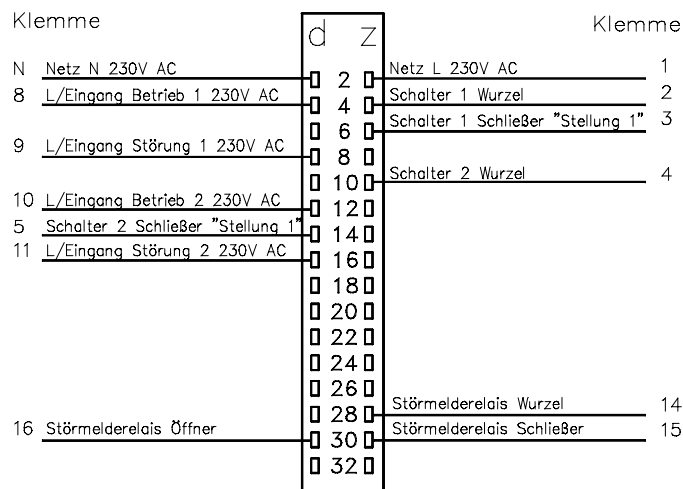 Klemme
Klemme
d z
N Netz N 230V AC 2 Netz L 230V AC 1
8 L/Eingang Betrieb 1 230V AC 4 Schalter 1 Wurzel 2
6 Schalter 1 Schließer "Stellung 1" 3
9 L/Eingang Störung 1 230V AC 8
10 Schalter 2 Wurzel 4
10 L/Eingang Betrieb 2 230V AC 12
5 Schalter 2 Schließer "Stellung 1" 14
11 L/Eingang Störung 2 230V AC 16
18
20
22
24
26
28 Störmelderelais Wurzel 14
16 Störmelderelais Öffner 30 Störmelderelais Schließer 15
32